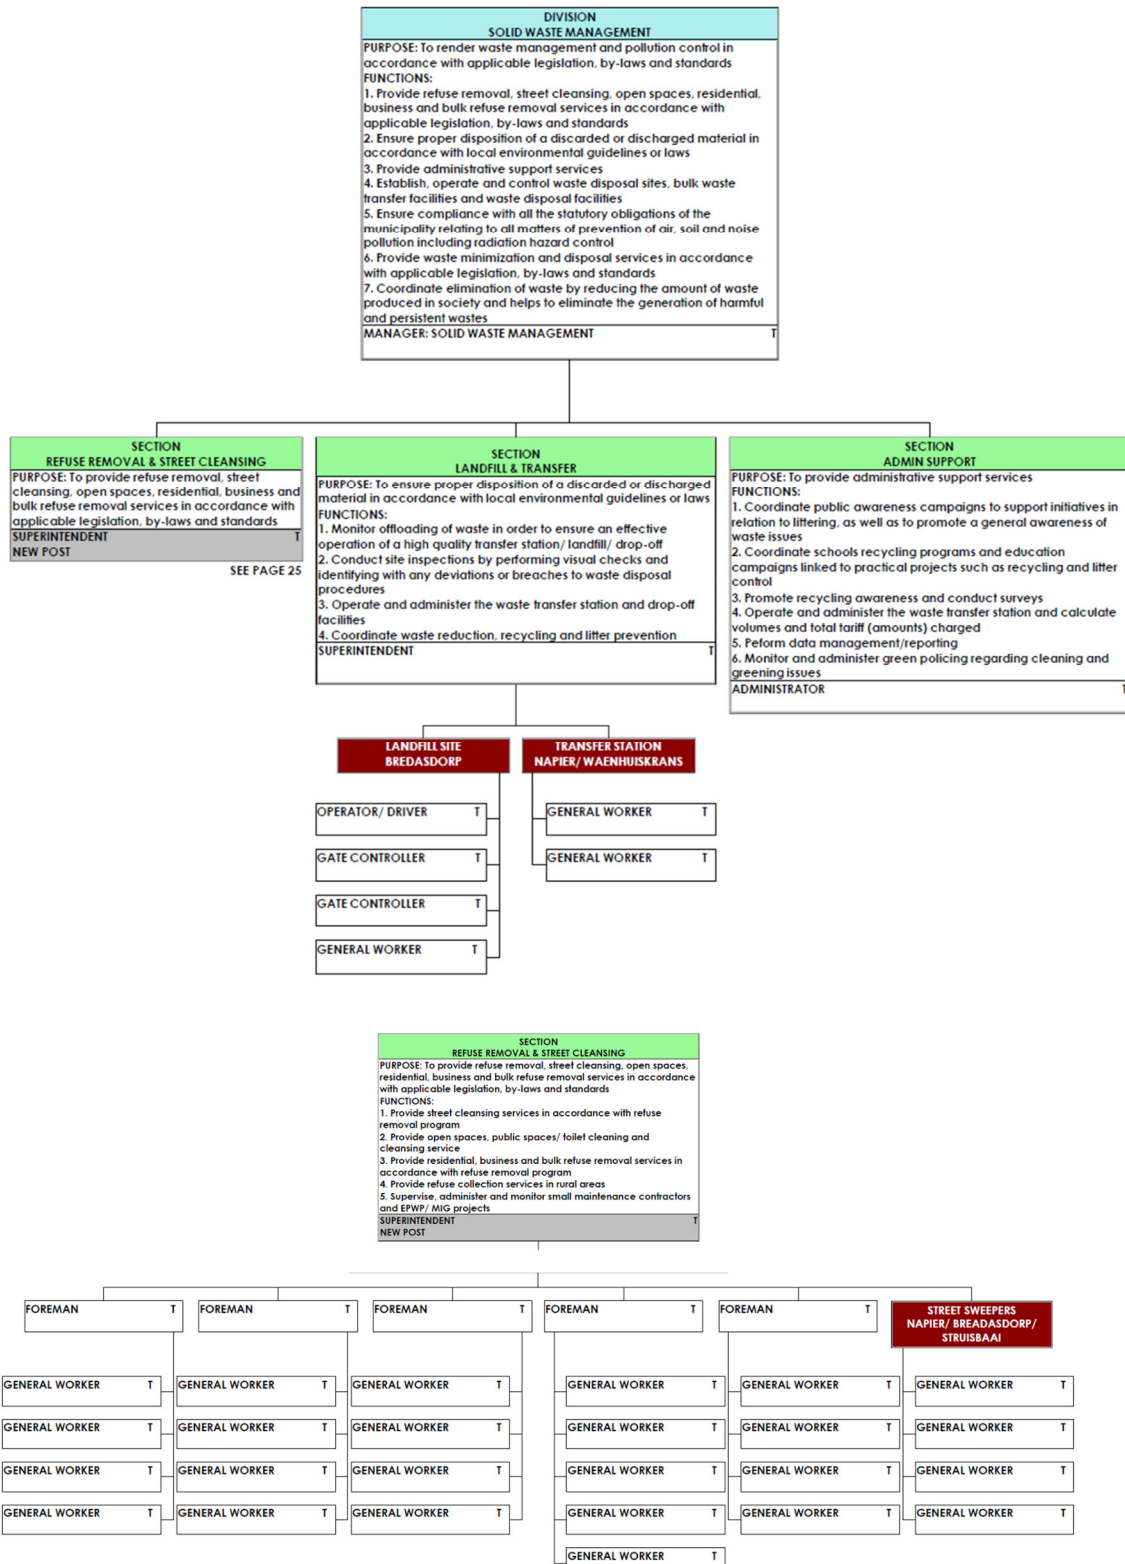 DIVISION
SOLID WASTE MANAGEMENT
PURPOSE: To render waste management and pollution control in
accordance with applicable legislation, by-laws and standards
FUNCTIONS:
1. Provide refuse removal, street cleansing, open spaces, residential,
business and bulk refuse removal services in accordance with
applicable legislation, by-laws and standards
2. Ensure proper disposition of a discarded or discharged material in
accordance with local environmental guidelines or laws
3. Provide administrative support services
4. Establish, operate and control waste disposal sites, bulk waste
transfer facilities and waste disposal facilities
5. Ensure compliance with all the statutory obligations of the
municipality relating to all matters of prevention of air, soil and noise
pollution including radiation hazard control
6. Provide waste minimization and disposal services in accordance
with applicable legislation, by-laws and standards
7. Coordinate elimination of waste by reducing the amount of waste
produced in society and helps to eliminate the generation of harmful
and persistent wastes
MANAGER: SOLID WASTE MANAGEMENT T
SECTION
REFUSE REMOVAL & STREET CLEANSING
PURPOSE: To provide refuse removal, street
cleansing, open spaces, residential, business and
bulk refuse removal services in accordance with
applicable legislation, by-laws and standards
SUPERINTENDENT T
NEW POST
SEE PAGE 25
SECTION
LANDFILL & TRANSFER
PURPOSE: To ensure proper disposition of a discarded or discharged
material in accordance with local environmental guidelines or laws
FUNCTIONS:
1. Monitor offloading of waste in order to ensure an effective
operation of a high quality transfer station/ landfill/ drop-off
2. Conduct site inspections by performing visual checks and
identifying with any deviations or breaches to waste disposal
procedures
3. Operate and administer the waste transfer station and drop-off
facilities
4. Coordinate waste reduction, recycling and litter prevention
SUPERINTENDENT T
SECTION
ADMIN SUPPORT
PURPOSE: To provide administrative support services
FUNCTIONS:
1. Coordinate public awareness campaigns to support initiatives in
relation to littering, as well as to promote a general awareness of
waste issues
2. Coordinate schools recycling programs and education
campaigns linked to practical projects such as recycling and litter
control
3. Promote recycling awareness and conduct surveys
4. Operate and administer the waste transfer station and calculate
volumes and total tariff (amounts) charged
5. Peform data management/reporting
6. Monitor and administer green policing regarding cleaning and
greening issues
ADMINISTRATOR T
LANDFILL SITE
BREDASDORP
OPERATOR/ DRIVER T
GATE CONTROLLER T
GATE CONTROLLER T
GENERAL WORKER T
TRANSFER STATION
NAPIER/ WAENHUISKRANS
GENERAL WORKER T
GENERAL WORKER T
SECTION
REFUSE REMOVAL & STREET CLEANSING
PURPOSE: To provide refuse removal, street cleansing, open spaces,
residential, business and bulk refuse removal services in accordance
with applicable legislation, by-laws and standards
FUNCTIONS:
1. Provide street cleansing services in accordance with refuse
removal program
2. Provide open spaces, public spaces/ toilet cleaning and
cleansing service
3. Provide residential, business and bulk refuse removal services in
accordance with refuse removal program
4. Provide refuse collection services in rural areas
5. Supervise, administer and monitor small maintenance contractors
and EPWP/ MIG projects
SUPERINTENDENT T
NEW POST
FOREMAN T
GENERAL WORKER T
GENERAL WORKER T
GENERAL WORKER T
GENERAL WORKER T
FOREMAN T
GENERAL WORKER T
GENERAL WORKER T
GENERAL WORKER T
GENERAL WORKER T
FOREMAN T
GENERAL WORKER T
GENERAL WORKER T
GENERAL WORKER T
GENERAL WORKER T
FOREMAN T
GENERAL WORKER T
GENERAL WORKER T
GENERAL WORKER T
GENERAL WORKER T
GENERAL WORKER T
FOREMAN T
GENERAL WORKER T
GENERAL WORKER T
GENERAL WORKER T
GENERAL WORKER T
STREET SWEEPERS
NAPIER/ BREADASDORP/
STRUISBAAI
GENERAL WORKER T
GENERAL WORKER T
GENERAL WORKER T
GENERAL WORKER T